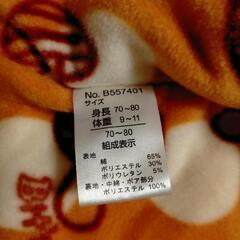 No. B557401
サイズ
身長 70～80
体重 9～11
70～80
組成表示
表地 綿 65%
ポリエステル 30%
ポリウレタン 5%
裏地・中綿・ボア部分
ポリエステル 100%